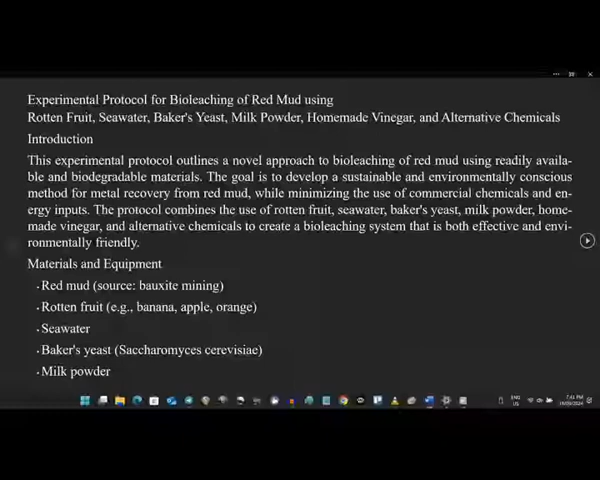 Experimental Protocol for Bioleaching of Red Mud using
Rotten Fruit, Seawater, Baker's Yeast, Milk Powder, Homemade Vinegar, and Alternative Chemicals
Introduction
This experimental protocol outlines a novel approach to bioleaching of red mud using readily availa-
ble and biodegradable materials. The goal is to develop a sustainable and environmentally conscious
method for metal recovery from red mud, while minimizing the use of commercial chemicals and en-
ergy inputs. The protocol combines the use of rotten fruit, seawater, baker's yeast, milk powder, home-
made vinegar, and alternative chemicals to create a bioleaching system that is both effective and envi-
ronmentally friendly.
Materials and Equipment
· Red mud (source: bauxite mining)
· Rotten fruit (e.g., banana, apple, orange)
· Seawater
· Baker's yeast (Saccharomyces cerevisiae)
· Milk powder
ENG
US
7:41 PM